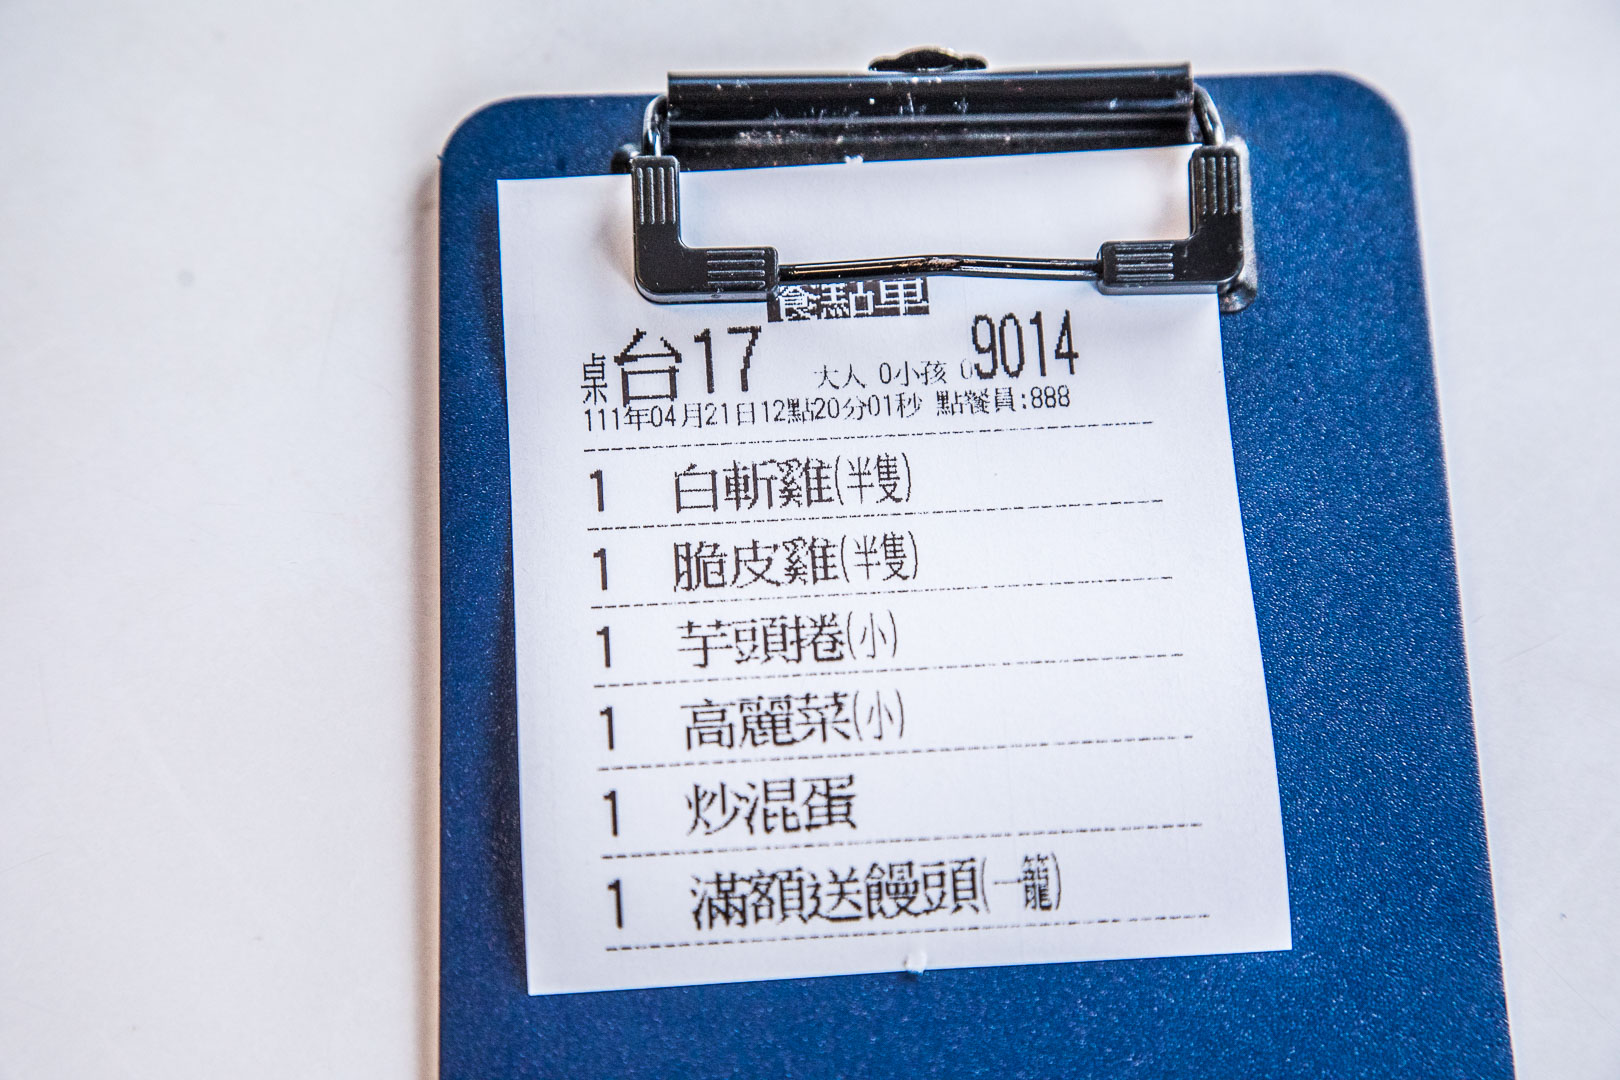 餐點單
桌 台17 大人 0小孩 0 9014
111年04月21日12點20分01秒 點餐員:888
1 白斬雞(半隻)
1 脆皮雞(半隻)
1 芋頭捲(小)
1 高麗菜(小)
1 炒混蛋
1 滿額送饅頭(一籠)